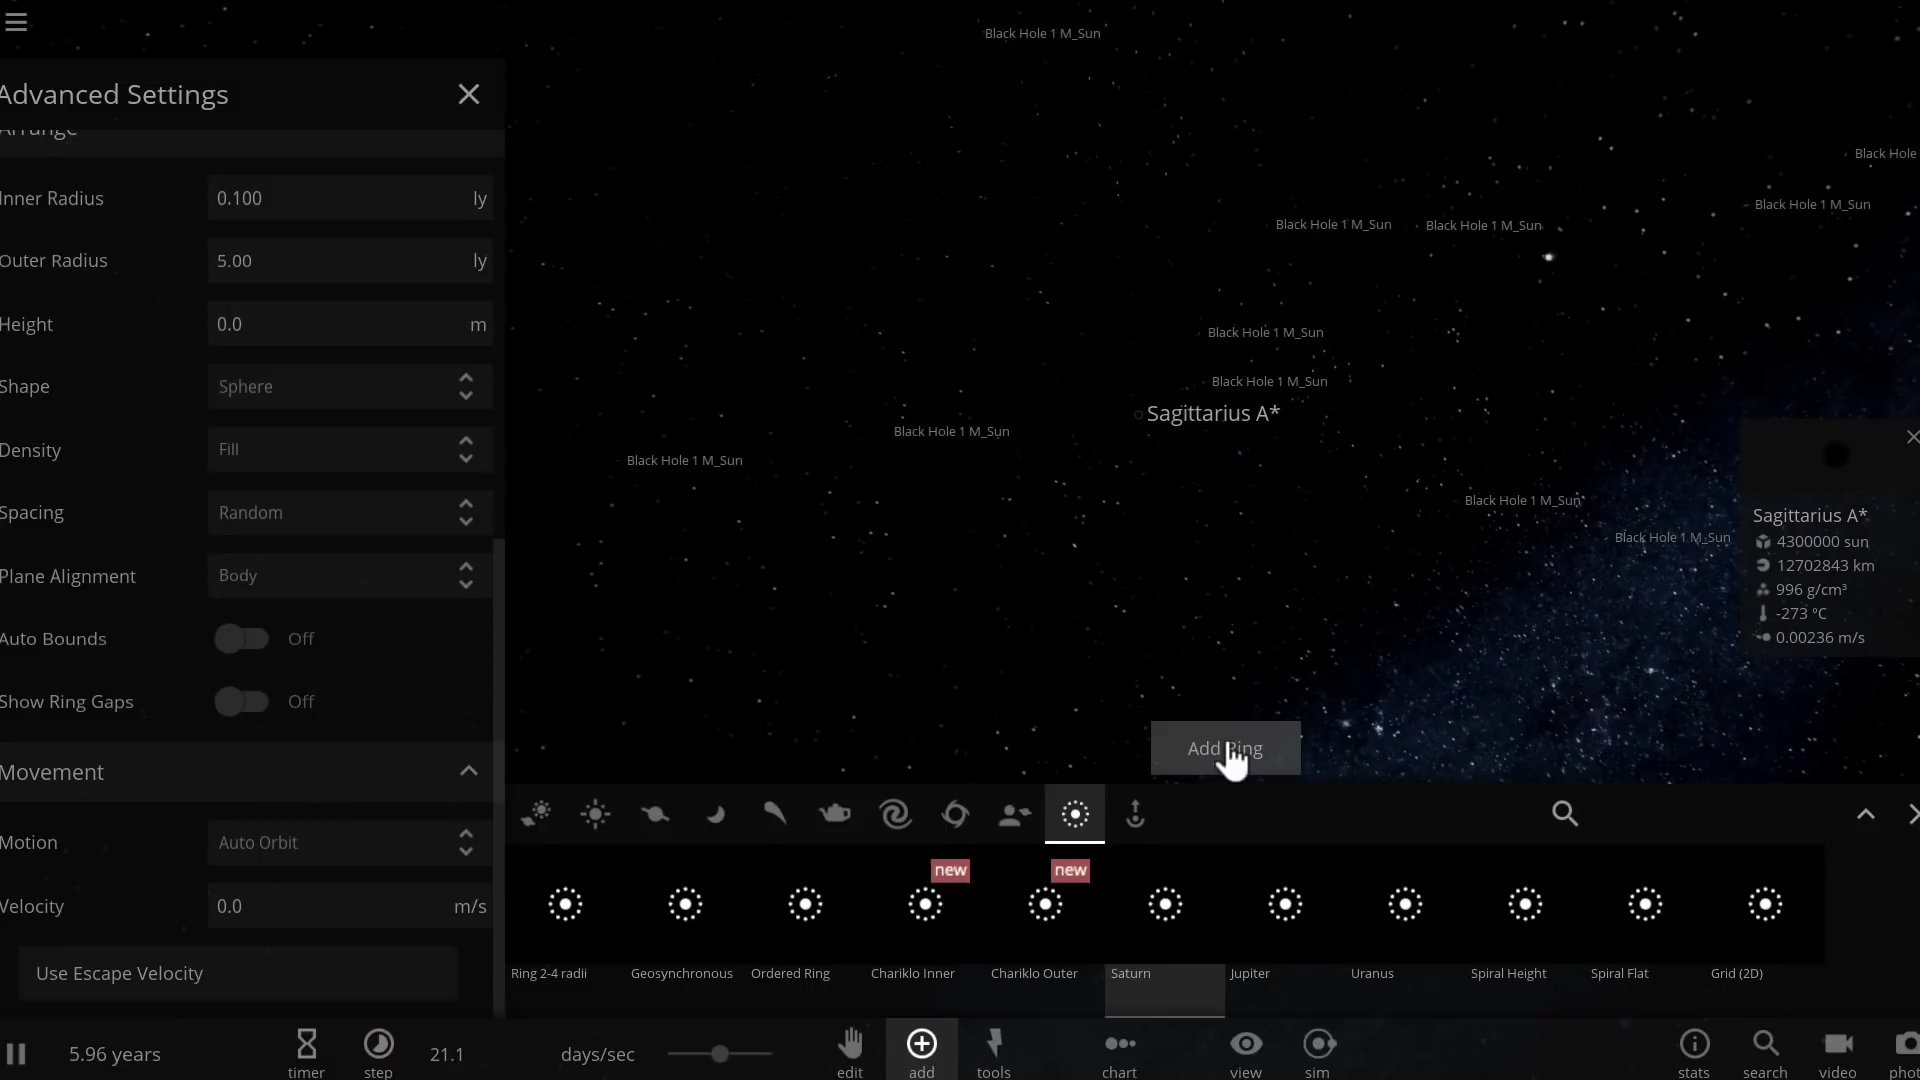 Black Hole 1 M_Sun
Advanced Settings
Arrange
Black Hole
Inner Radius
0.100
ly
Black Hole 1 M_Sun
Black Hole 1 M_Sun
Black Hole 1 M_Sun
Outer Radius
5.00
ly
Height
0.0
m
Black Hole 1 M_Sun
Shape
Sphere
Black Hole 1 M_Sun
Sagittarius A*
Density
Fill
Black Hole 1 M_Sun
Black Hole 1 M_Sun
Spacing
Random
Black Hole 1 M_Sun
Black Hole 1 M_Sun
Sagittarius A*
4300000 sun
12702843 km
996 g/cm³
-273 °C
0.00236 m/s
Plane Alignment
Body
Auto Bounds
Off
Show Ring Gaps
Off
Add Ring
Movement
Motion
Auto Orbit
new
new
Velocity
0.0
m/s
Use Escape Velocity
Ring 2-4 radii
Geosynchronous
Ordered Ring
Chariklo Inner
Chariklo Outer
Saturn
Jupiter
Uranus
Spiral Height
Spiral Flat
Grid (2D)
5.96 years
timer
step
21.1
days/sec
edit
add
tools
chart
view
sim
stats
search
video
phot